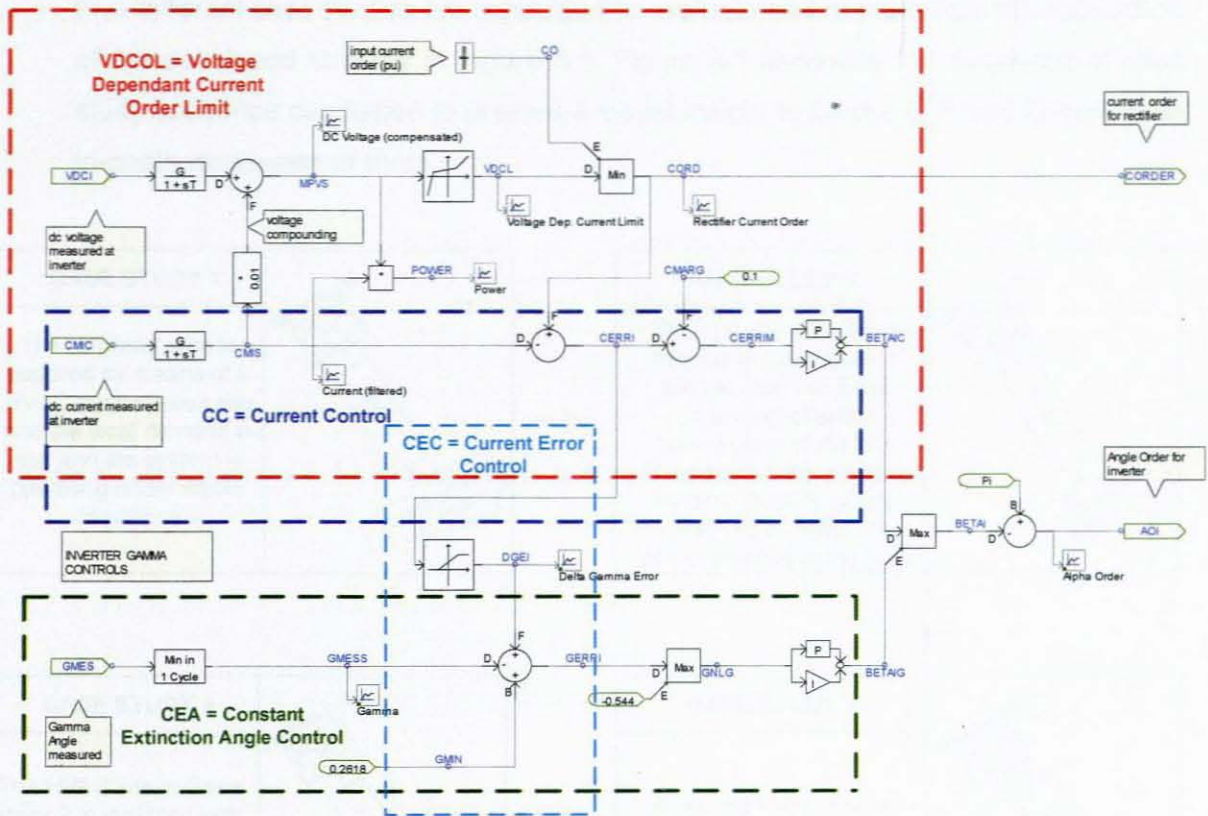 VDCOL = Voltage
Dependant Current
Order Limit
input current
order (pu)
CO
current order
for rectifier
DC Voltage (compensated)
VDCI
G
1 + sT
D
+
+
F
MPVS
VDCL
D
E
Min
CORD
CORDER
voltage
compounding
Voltage Dep. Current Limit
Rectifier Current Order
dc voltage
measured at
inverter
*
0.01
*
POWER
Power
CMARG
0.1
CMIC
G
1 + sT
CMIS
D
+
-
F
CERRI
D
+
-
F
CERRIM
P
I
BETAIC
Current (filtered)
dc current measured
at inverter
CC = Current Control
CEC = Current Error
Control
Angle Order for
inverter
Pi
B
D
E
Max
BETAI
D
-
+
AOI
Alpha Order
INVERTER GAMMA
CONTROLS
DGEI
Delta Gamma Error
GMES
Min in
1 Cycle
GMESS
D
-
+
F
B
GERRI
D
E
Max
GNLG
P
I
BETAIG
-0.544
Gamma
Gamma
Angle
measured
CEA = Constant
Extinction Angle Control
0.2618
GMIN